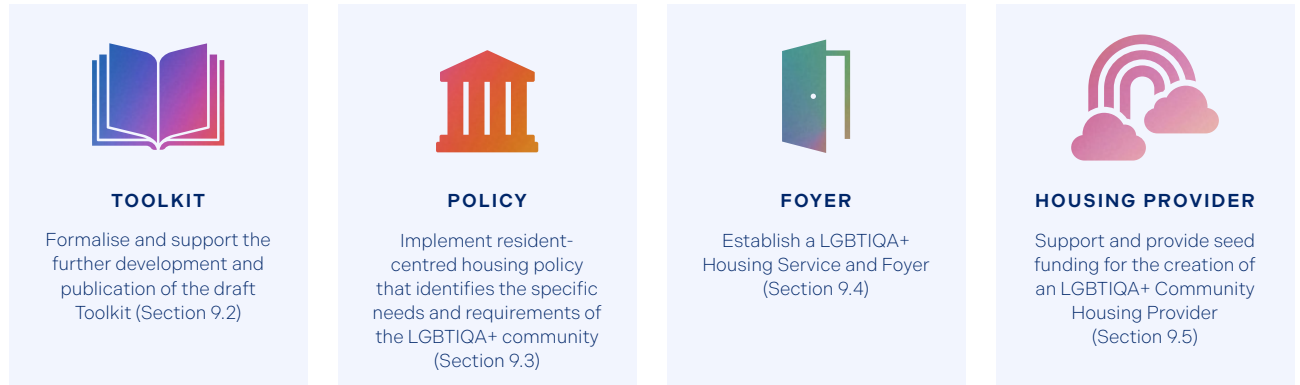 TOOLKIT
Formalise and support the
further development and
publication of the draft
Toolkit (Section 9.2)
POLICY
Implement resident-
centred housing policy
that identifies the specific
needs and requirements of
the LGBTIQA+ community
(Section 9.3)
FOYER
Establish a LGBTIQA+
Housing Service and Foyer
(Section 9.4)
HOUSING PROVIDER
Support and provide seed
funding for the creation of
an LGBTIQA+ Community
Housing Provider
(Section 9.5)